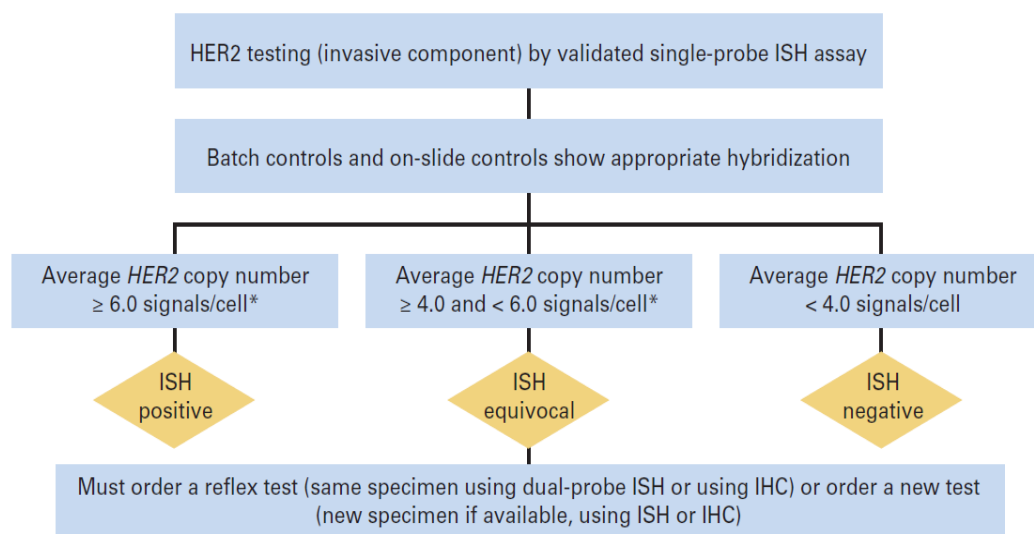 HER2 testing (invasive component) by validated single-probe ISH assay
Batch controls and on-slide controls show appropriate hybridization
Average HER2 copy number
≥ 6.0 signals/cell*
Average HER2 copy number
≥ 4.0 and < 6.0 signals/cell*
Average HER2 copy number
< 4.0 signals/cell
ISH
positive
ISH
equivocal
ISH
negative
Must order a reflex test (same specimen using dual-probe ISH or using IHC) or order a new test
(new specimen if available, using ISH or IHC)